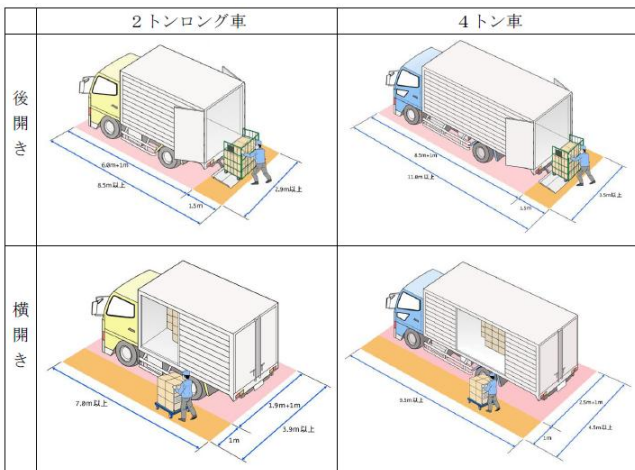 2トンロング車
4トン車
後開き
6.0m+1m
8.5m以上
1.5m
2.9m以上
8.5m+1m
11.0m以上
1.5m
3.5m以上
横開き
7.8m以上
1.9m+1m
1m
3.9m以上
9.5m以上
2.5m+1m
1m
4.5m以上